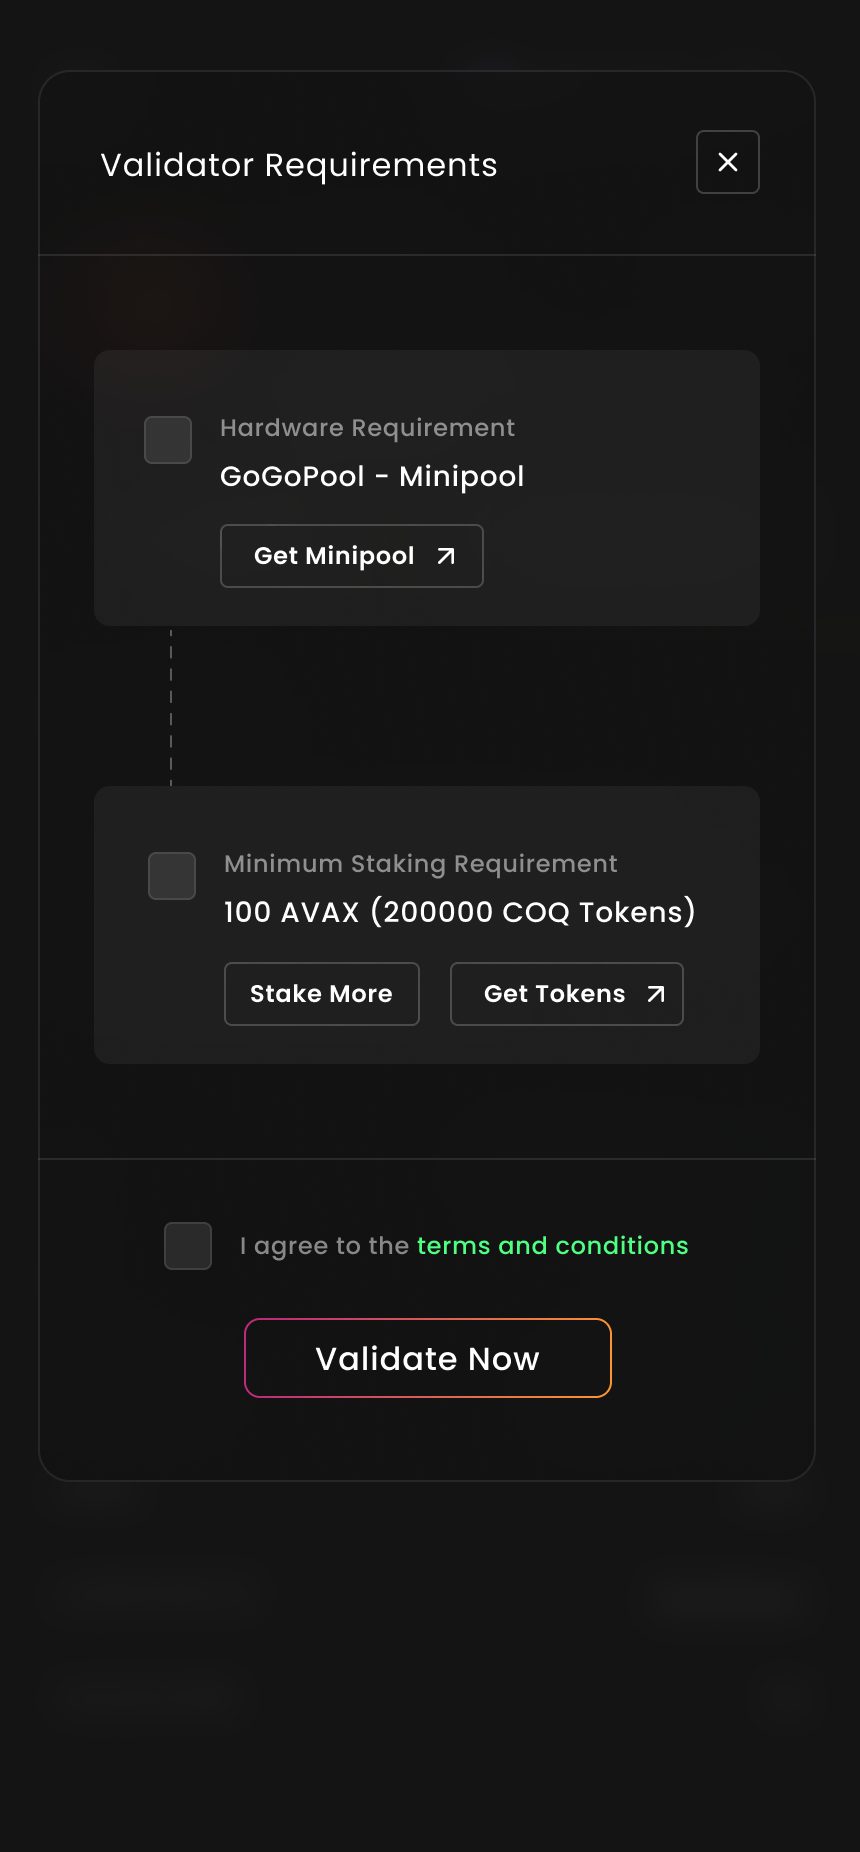 Validator Requirements
Hardware Requirement
GoGoPool - Minipool
Get Minipool
Minimum Staking Requirement
100 AVAX (200000 COQ Tokens)
Stake More Get Tokens
I agree to the terms and conditions
Validate Now